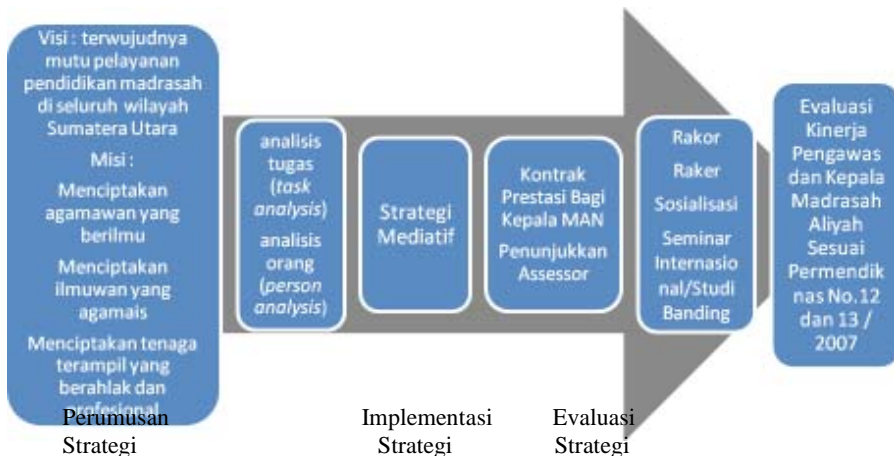 Visi : terwujudnya
mutu pelayanan
pendidikan madrasah
di seluruh wilayah
Sumatera Utara
Misi :
Menciptakan
agamawan yang
berilmu
Menciptakan
ilmuwan yang
agamais
Menciptakan tenaga
terampil yang
berahlak dan
profesional
analisis
tugas
(task
analysis)
analisis
orang
(person
analysis)
Strategi
Mediatif
Kontrak
Prestasi Bagi
Kepala MAN
Penunjukkan
Assessor
Rakor
Raker
Sosialisasi
Seminar
Internasio
nal/Studi
Banding
Evaluasi
Kinerja
Pengawas
dan Kepala
Madrasah
Aliyah
Sesuai
Permendik
nas No.12
dan 13 /
2007
Perumusan
Strategi
Implementasi
Strategi
Evaluasi
Strategi